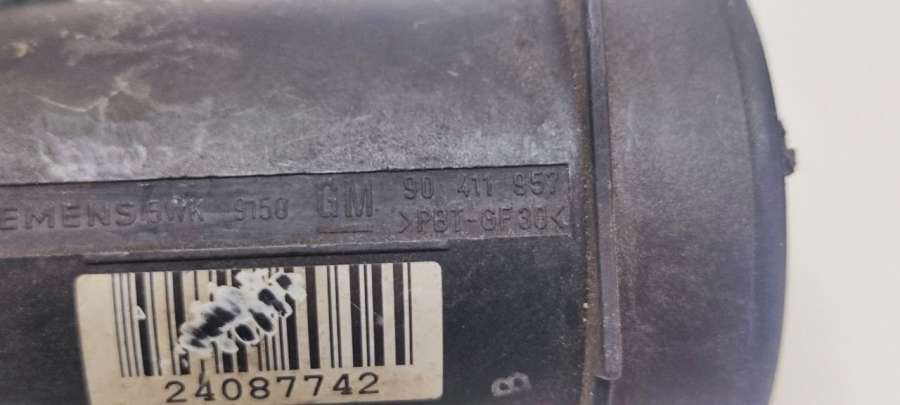 EMENS 5WK 9150 GM 90 411 957
>PBT-GF30<
24087742
B